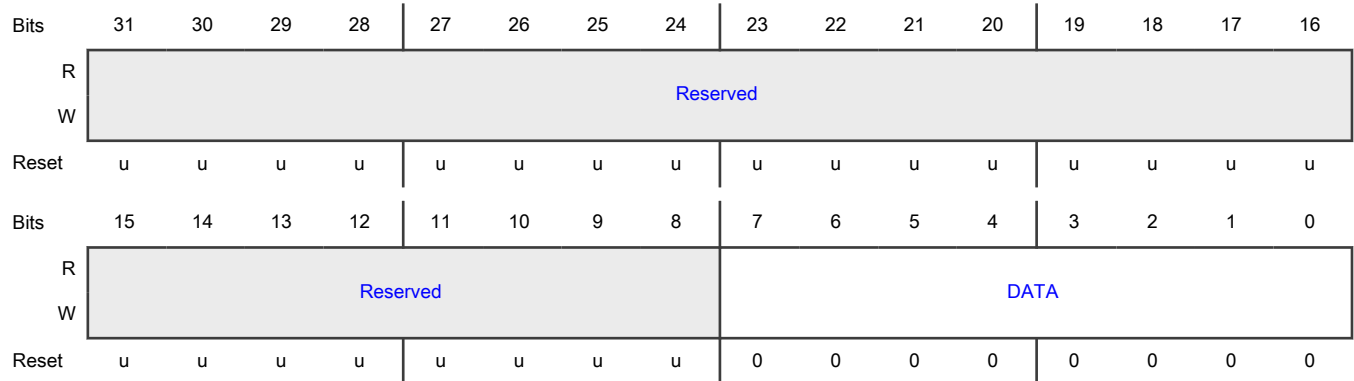 Bits 31 30 29 28 27 26 25 24 23 22 21 20 19 18 17 16
R
Reserved
W
Reset u u u u u u u u u u u u u u u u
Bits 15 14 13 12 11 10 9 8 7 6 5 4 3 2 1 0
R
Reserved DATA
W
Reset u u u u u u u u 0 0 0 0 0 0 0 0